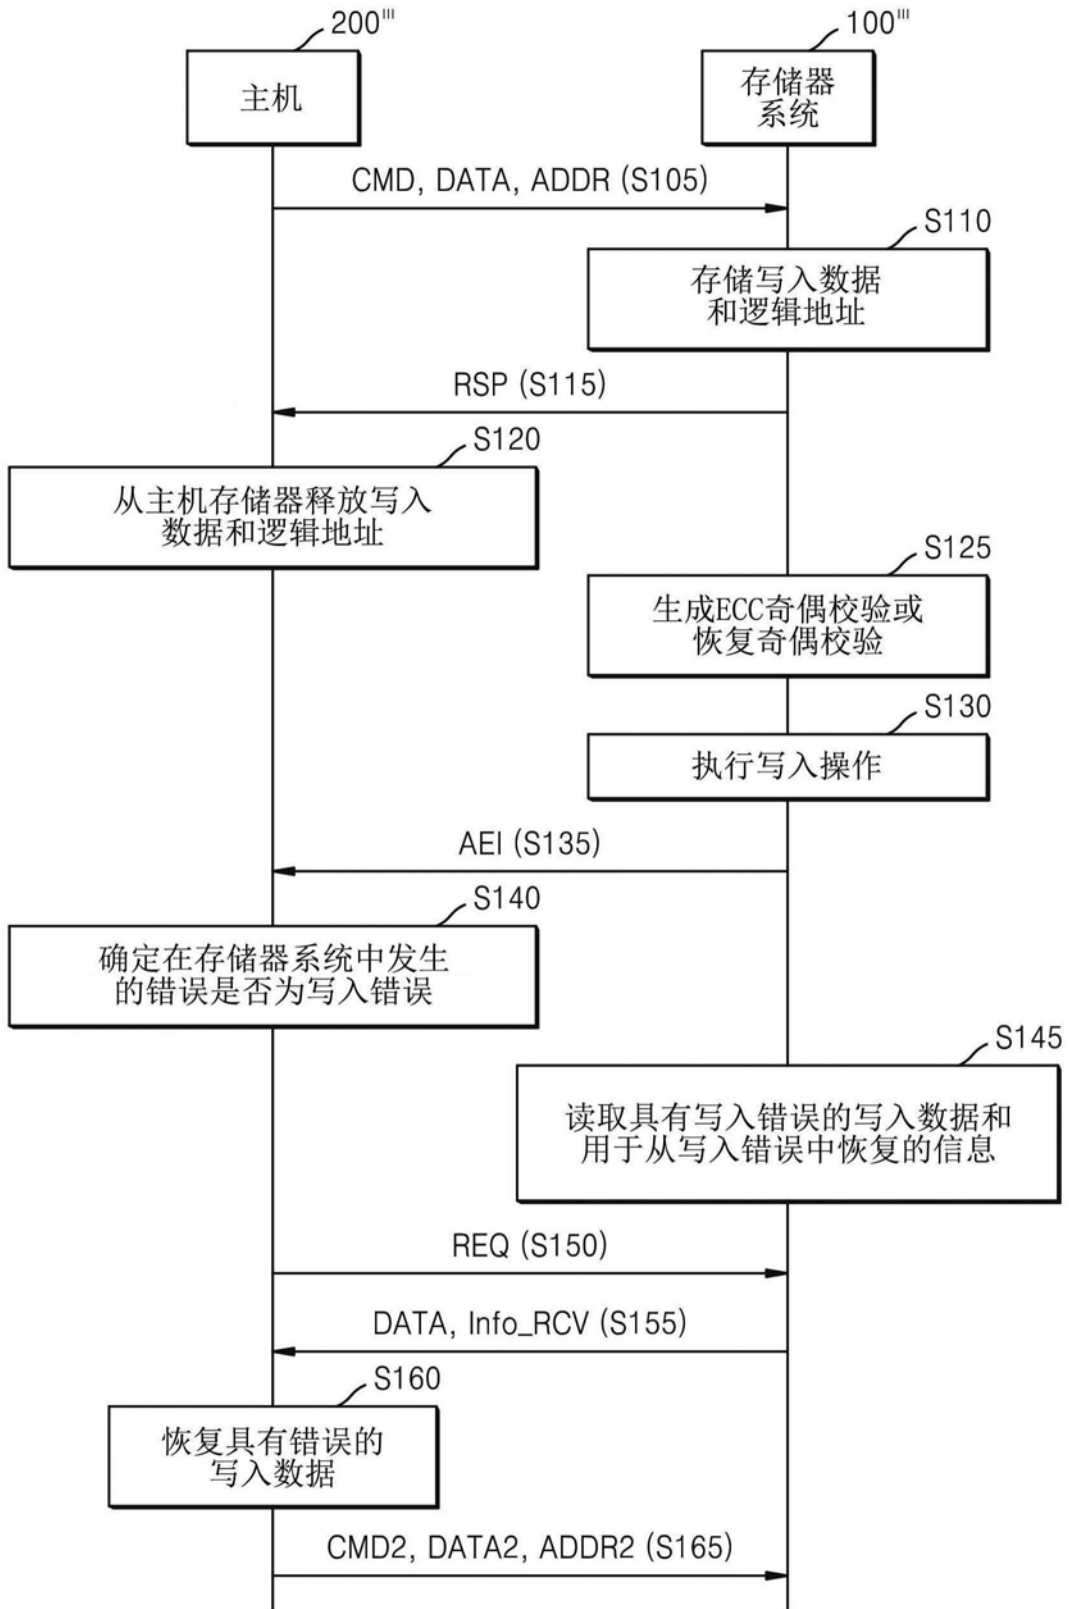 200'''
100'''
主机
存储器
系统
CMD, DATA, ADDR (S105)
S110
存储写入数据
和逻辑地址
RSP (S115)
S120
从主机存储器释放写入
数据和逻辑地址
S125
生成ECC奇偶校验或
恢复奇偶校验
S130
执行写入操作
AEI (S135)
S140
确定在存储器系统中发生
的错误是否为写入错误
S145
读取具有写入错误的写入数据和
用于从写入错误中恢复的信息
REQ (S150)
DATA, Info_RCV (S155)
S160
恢复具有错误的
写入数据
CMD2, DATA2, ADDR2 (S165)